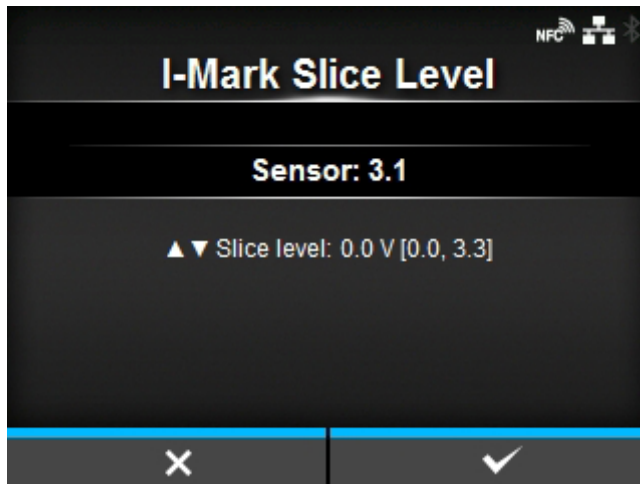 NFC
I-Mark Slice Level
Sensor: 3.1
▲▼ Slice level: 0.0 V [0.0, 3.3]